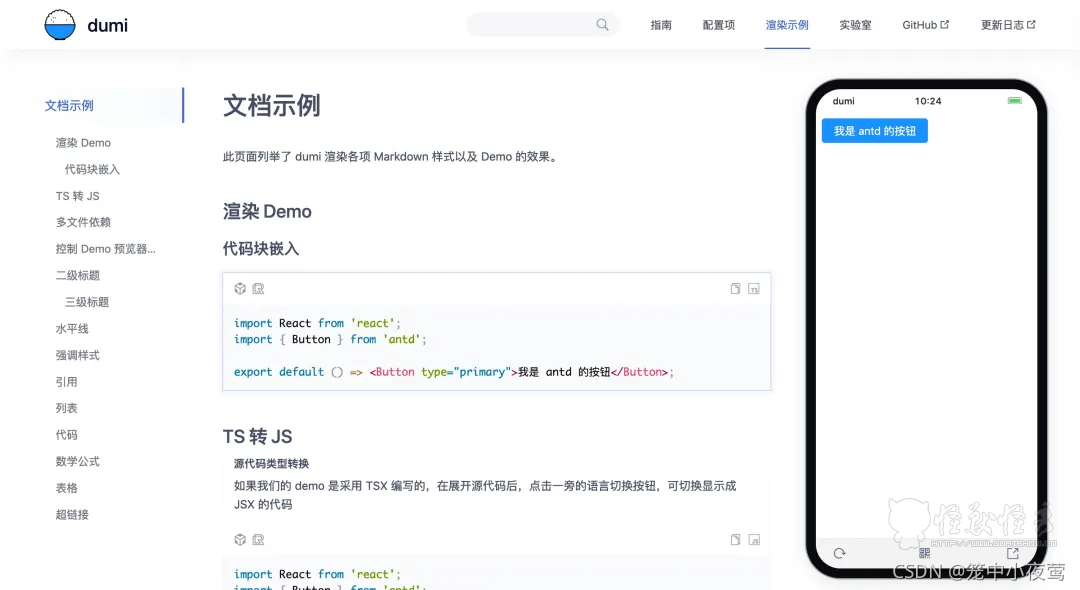 dumi
指南
配置项
渲染示例
实验室
GitHub
更新日志
文档示例
渲染 Demo
代码块嵌入
TS 转 JS
多文件依赖
控制 Demo 预览器...
二级标题
三级标题
水平线
强调样式
引用
列表
代码
数学公式
表格
超链接
文档示例
此页面列举了 dumi 渲染各项 Markdown 样式以及 Demo 的效果。
渲染 Demo
代码块嵌入
TS
import React from 'react';
import { Button } from 'antd';
export default () => <Button type="primary">我是 antd 的按钮</Button>;
TS 转 JS
源代码类型转换
如果我们的 demo 是采用 TSX 编写的，在展开源代码后，点击一旁的语言切换按钮，可切换显示成
JSX 的代码
import React from 'react';
import { Button } from 'antd';
dumi
10:24
我是 antd 的按钮
怪兽怪秀
CSDN @笼中小夜莺